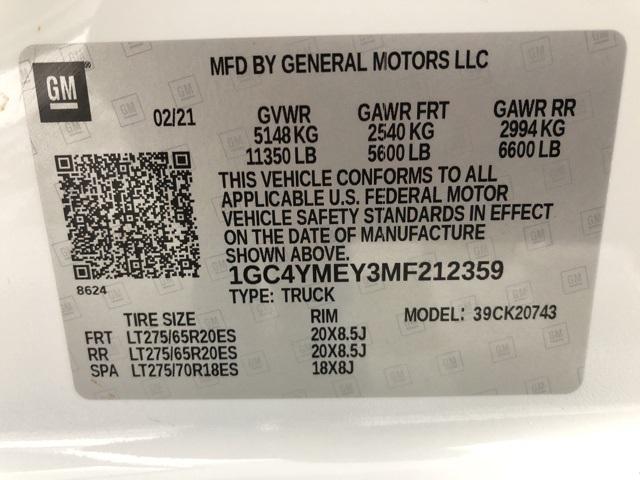 GM
MFD BY GENERAL MOTORS LLC
02/21 GVWR GAWR FRT GAWR RR
5148 KG 2540 KG 2994 KG
11350 LB 5600 LB 6600 LB
THIS VEHICLE CONFORMS TO ALL
APPLICABLE U.S. FEDERAL MOTOR
VEHICLE SAFETY STANDARDS IN EFFECT
ON THE DATE OF MANUFACTURE
SHOWN ABOVE.
8624
1GC4YMEY3MF212359
TYPE: TRUCK
TIRE SIZE RIM MODEL: 39CK20743
FRT LT275/65R20ES 20X8.5J
RR LT275/65R20ES 20X8.5J
SPA LT275/70R18ES 18X8J